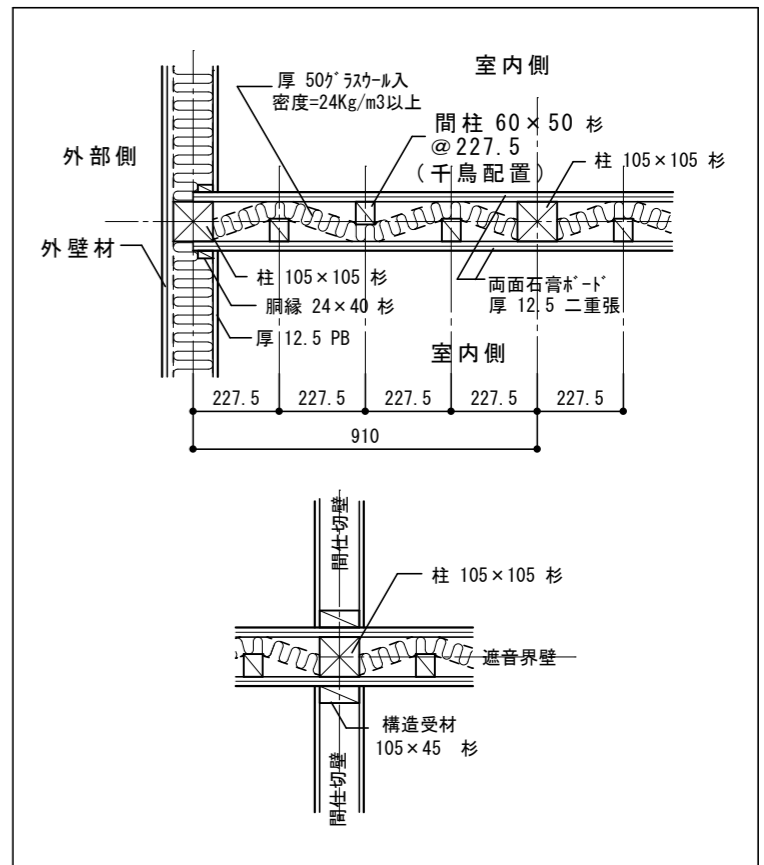 室内側
厚 50グラスウール入
密度=24Kg/m3以上
間柱 60×50 杉
@227.5
(千鳥配置)
柱 105×105 杉
外部側
外壁材
柱 105×105 杉
胴縁 24×40 杉
厚 12.5 PB
両面石膏ボード
厚 12.5 二重張
室内側
227.5 227.5 227.5 227.5 227.5
910
間仕切壁
柱 105×105 杉
遮音界壁
構造受材
105×45 杉
間仕切壁